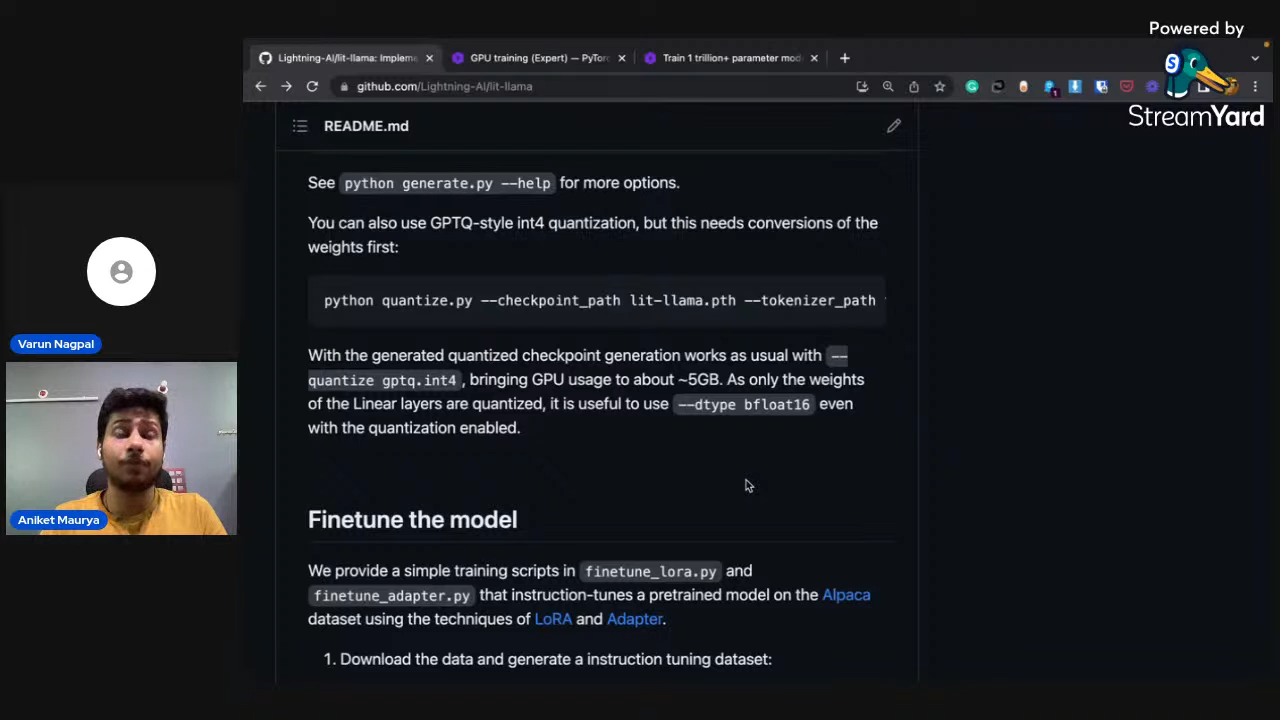 Powered by
StreamYard
Lightning-AI/lit-llama: Impleme
GPU training (Expert) — PyTor
Train 1 trillion+ parameter mod
github.com/Lightning-AI/lit-llama
README.md
See python generate.py --help for more options.
You can also use GPTQ-style int4 quantization, but this needs conversions of the
weights first:
python quantize.py --checkpoint_path lit-llama.pth --tokenizer_path
With the generated quantized checkpoint generation works as usual with --
quantize gptq.int4, bringing GPU usage to about ~5GB. As only the weights
of the Linear layers are quantized, it is useful to use --dtype bfloat16 even
with the quantization enabled.
Finetune the model
We provide a simple training scripts in finetune_lora.py and
finetune_adapter.py that instruction-tunes a pretrained model on the Alpaca
dataset using the techniques of LoRA and Adapter.
1. Download the data and generate a instruction tuning dataset:
Varun Nagpal
Aniket Maurya